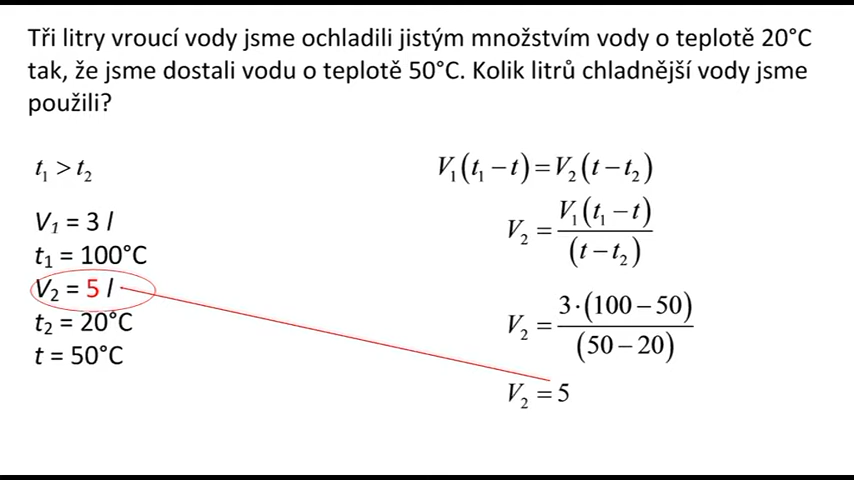 Tři litry vroucí vody jsme ochladili jistým množstvím vody o teplotě 20°C
tak, že jsme dostali vodu o teplotě 50°C. Kolik litrů chladnější vody jsme
použili?
t₁ > t₂
V₁ = 3 l
t₁ = 100°C
V₂ = 5 l
t₂ = 20°C
t = 50°C
V₁(t₁ − t) = V₂(t − t₂)
V₂ = V₁(t₁ − t) / (t − t₂)
V₂ = 3·(100 − 50) / (50 − 20)
V₂ = 5